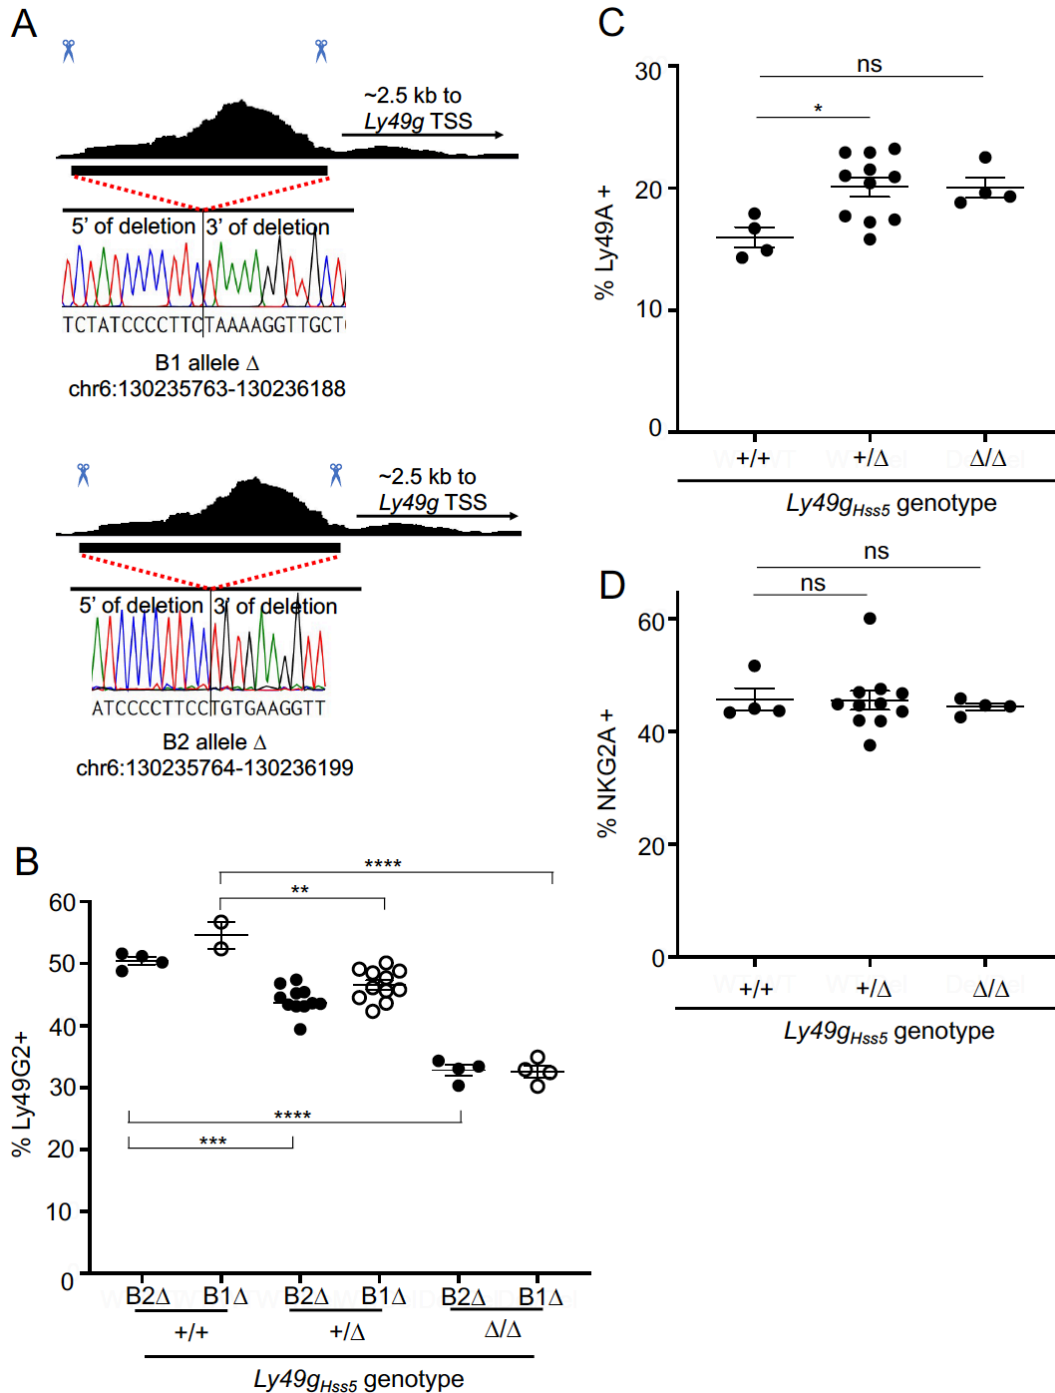 A
~2.5 kb to
Ly49g TSS
5' of deletion 3' of deletion
TCTATCCCCTTCTAAAAGGTTGCT
B1 allele Δ
chr6:130235763-130236188
~2.5 kb to
Ly49g TSS
5' of deletion 3' of deletion
ATCCCCTTCCTGTGAAGGTT
B2 allele Δ
chr6:130235764-130236199
B
****
**
60
50
40
30
20
10
0
% Ly49G2+
****
***
B2Δ B1Δ B2Δ B1Δ B2Δ B1Δ
+/+ +/Δ Δ/Δ
Ly49gHss5 genotype
C
ns
*
30
20
10
0
% Ly49A +
+/+ +/Δ Δ/Δ
Ly49gHss5 genotype
D
ns
ns
60
40
20
0
% NKG2A +
+/+ +/Δ Δ/Δ
Ly49gHss5 genotype